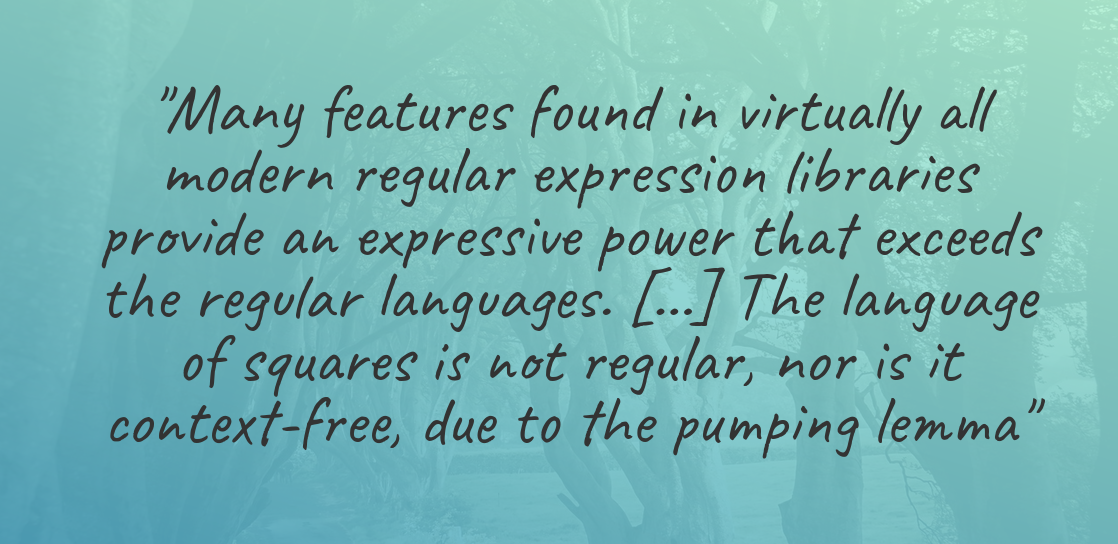 "Many features found in virtually all
modern regular expression libraries
provide an expressive power that exceeds
the regular languages. [...] The language
of squares is not regular, nor is it
context-free, due to the pumping lemma"